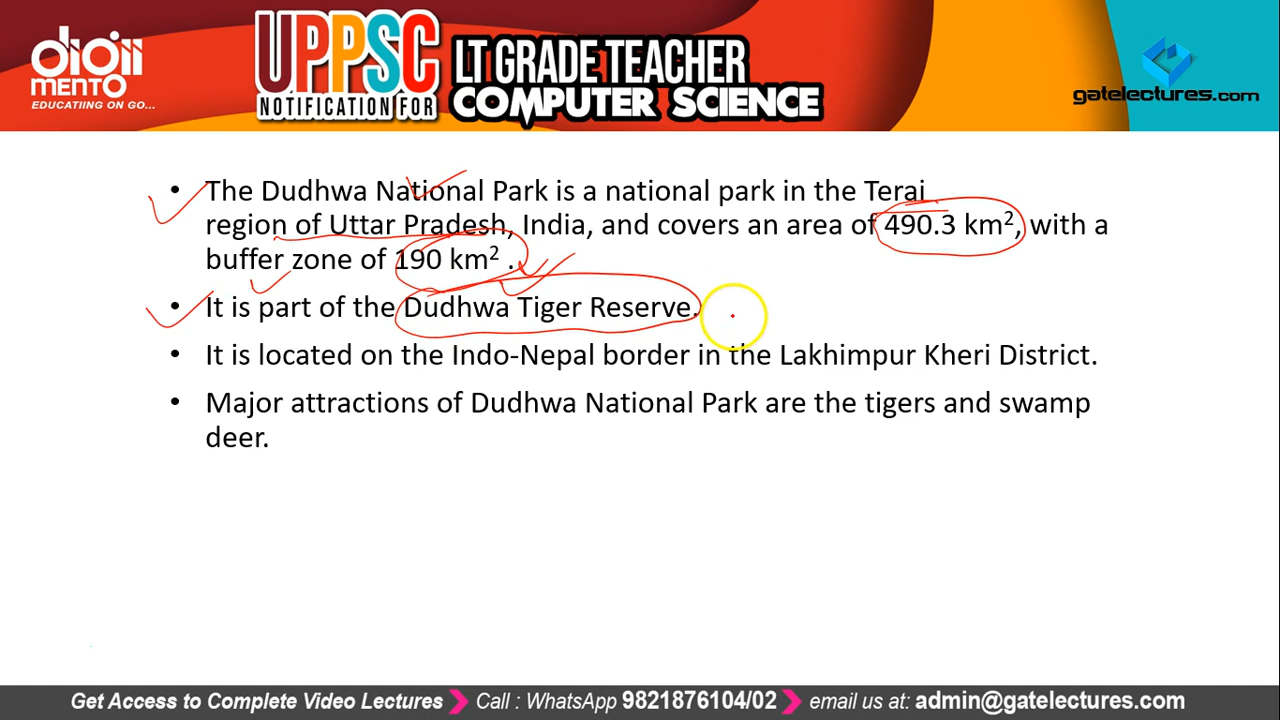 digii
MENTO
EDUCATIING ON GO...
UPPSC
NOTIFICATION FOR
LT GRADE TEACHER
COMPUTER SCIENCE
gatelectures.com
• The Dudhwa National Park is a national park in the Terai
region of Uttar Pradesh, India, and covers an area of 490.3 km², with a
buffer zone of 190 km² .
• It is part of the Dudhwa Tiger Reserve.
• It is located on the Indo-Nepal border in the Lakhimpur Kheri District.
• Major attractions of Dudhwa National Park are the tigers and swamp
deer.
Get Access to Complete Video Lectures Call : WhatsApp 9821876104/02 email us at: admin@gatelectures.com